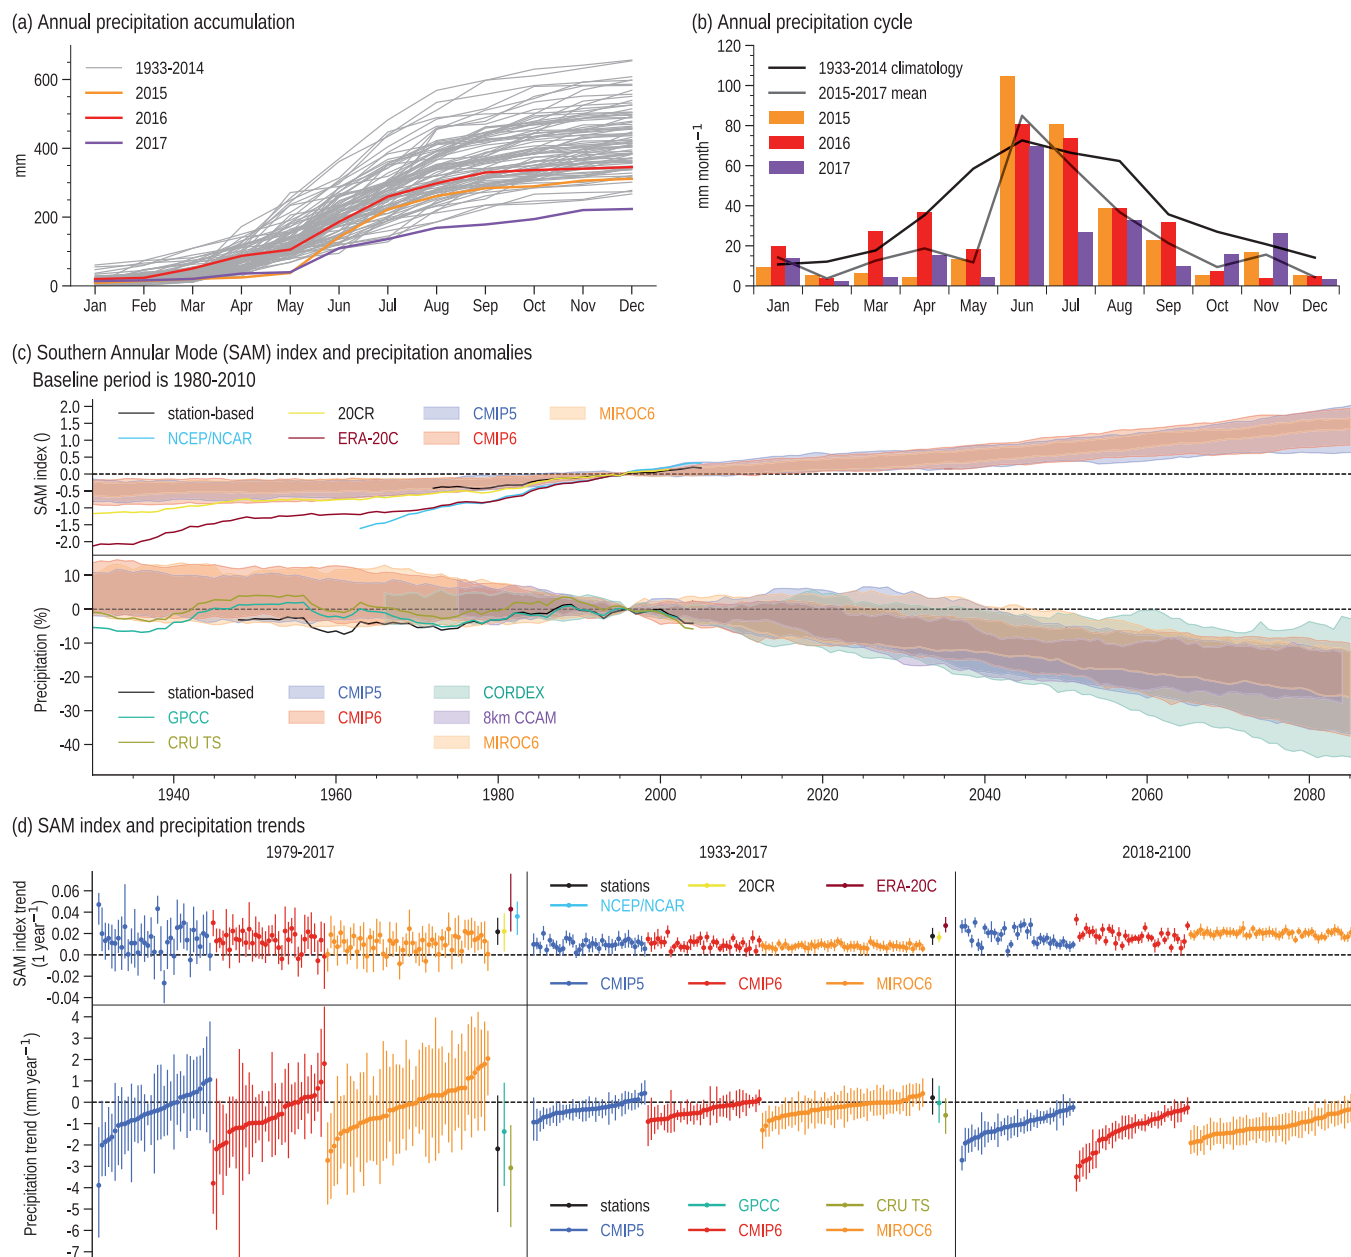 (a) Annual precipitation accumulation
600
400
200
0
mm
1933-2014
2015
2016
2017
Jan Feb Mar Apr May Jun Jul Aug Sep Oct Nov Dec
(b) Annual precipitation cycle
120
100
80
60
40
20
0
mm month−1
1933-2014 climatology
2015-2017 mean
2015
2016
2017
Jan Feb Mar Apr May Jun Jul Aug Sep Oct Nov Dec
(c) Southern Annular Mode (SAM) index and precipitation anomalies
Baseline period is 1980-2010
2.0
1.5
1.0
0.5
0.0
-0.5
-1.0
-1.5
-2.0
SAM index ()
station-based 20CR CMIP5 MIROC6
NCEP/NCAR ERA-20C CMIP6
10
0
-10
-20
-30
-40
Precipitation (%)
station-based CMIP5 CORDEX
GPCC CMIP6 8km CCAM
CRU TS MIROC6
1940 1960 1980 2000 2020 2040 2060 2080
(d) SAM index and precipitation trends
1979-2017 1933-2017 2018-2100
0.06
0.04
0.02
0.00
-0.02
-0.04
SAM index trend
(1 year−1)
stations 20CR ERA-20C
NCEP/NCAR
CMIP5 CMIP6 MIROC6
4
3
2
1
0
-1
-2
-3
-4
-5
-6
-7
Precipitation trend (mm year−1)
stations GPCC CRU TS
CMIP5 CMIP6 MIROC6